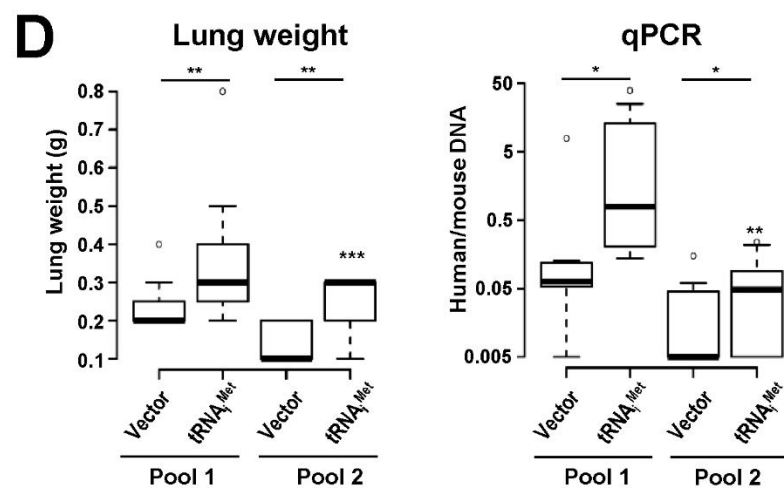 D
Lung weight
** **
Lung weight (g)
0.8
0.7
0.6
0.5
0.4
0.3
0.2
0.1
***
Vector
tRNAiMet
Vector
tRNAiMet
Pool 1
Pool 2
qPCR
* *
Human/mouse DNA
50
5
0.5
0.05
0.005
**
Vector
tRNAiMet
Vector
tRNAiMet
Pool 1
Pool 2